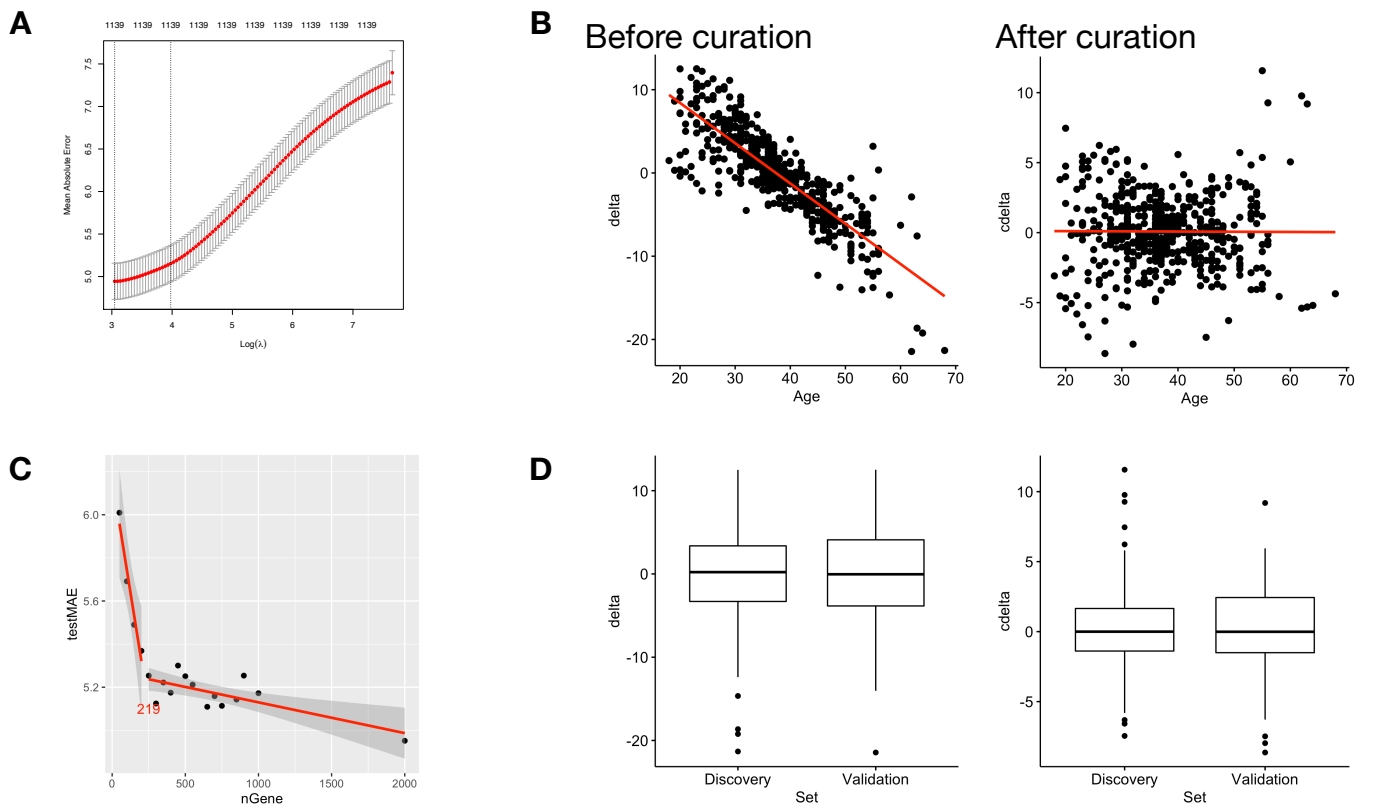 A
1139 1139 1139 1139 1139 1139 1139 1139 1139 1139
7.5
7.0
6.5
6.0
5.5
5.0
Mean Absolute Error
3 4 5 6 7
Log(λ)
B
Before curation
10
0
-10
-20
delta
20 30 40 50 60 70
Age
After curation
10
5
0
-5
cdelta
20 30 40 50 60 70
Age
C
6.0
5.6
5.2
testMAE
219
0 500 1000 1500 2000
nGene
D
10
0
-10
-20
delta
Discovery Validation
Set
10
5
0
-5
cdelta
Discovery Validation
Set